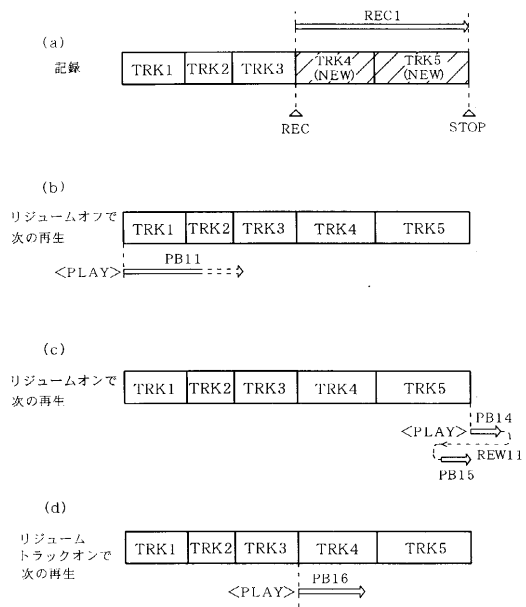 REC1
(a)
記録
TRK1 TRK2 TRK3 TRK4 TRK5
(NEW) (NEW)
REC STOP
(b)
リジュームオフで
次の再生
TRK1 TRK2 TRK3 TRK4 TRK5
PB11
<PLAY>
(c)
リジュームオンで
次の再生
TRK1 TRK2 TRK3 TRK4 TRK5
PB14
<PLAY>
REW11
PB15
(d)
リジューム
トラックオンで
次の再生
TRK1 TRK2 TRK3 TRK4 TRK5
PB16
<PLAY>